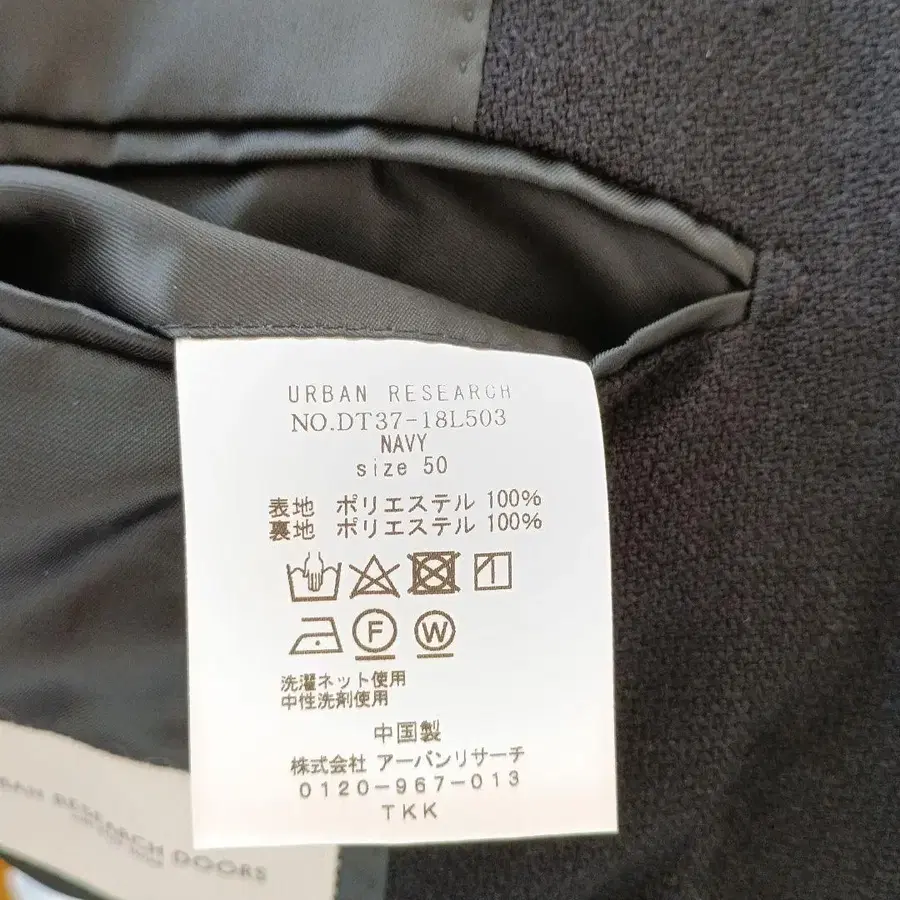 URBAN RESEARCH
NO.DT37-18L503
NAVY
size 50
表地 ポリエステル 100%
裏地 ポリエステル 100%
F W
洗濯ネット使用
中性洗剤使用
中国製
株式会社 アーバンリサーチ
0120-967-013
TKK
RBAN RESEARCH DOORS